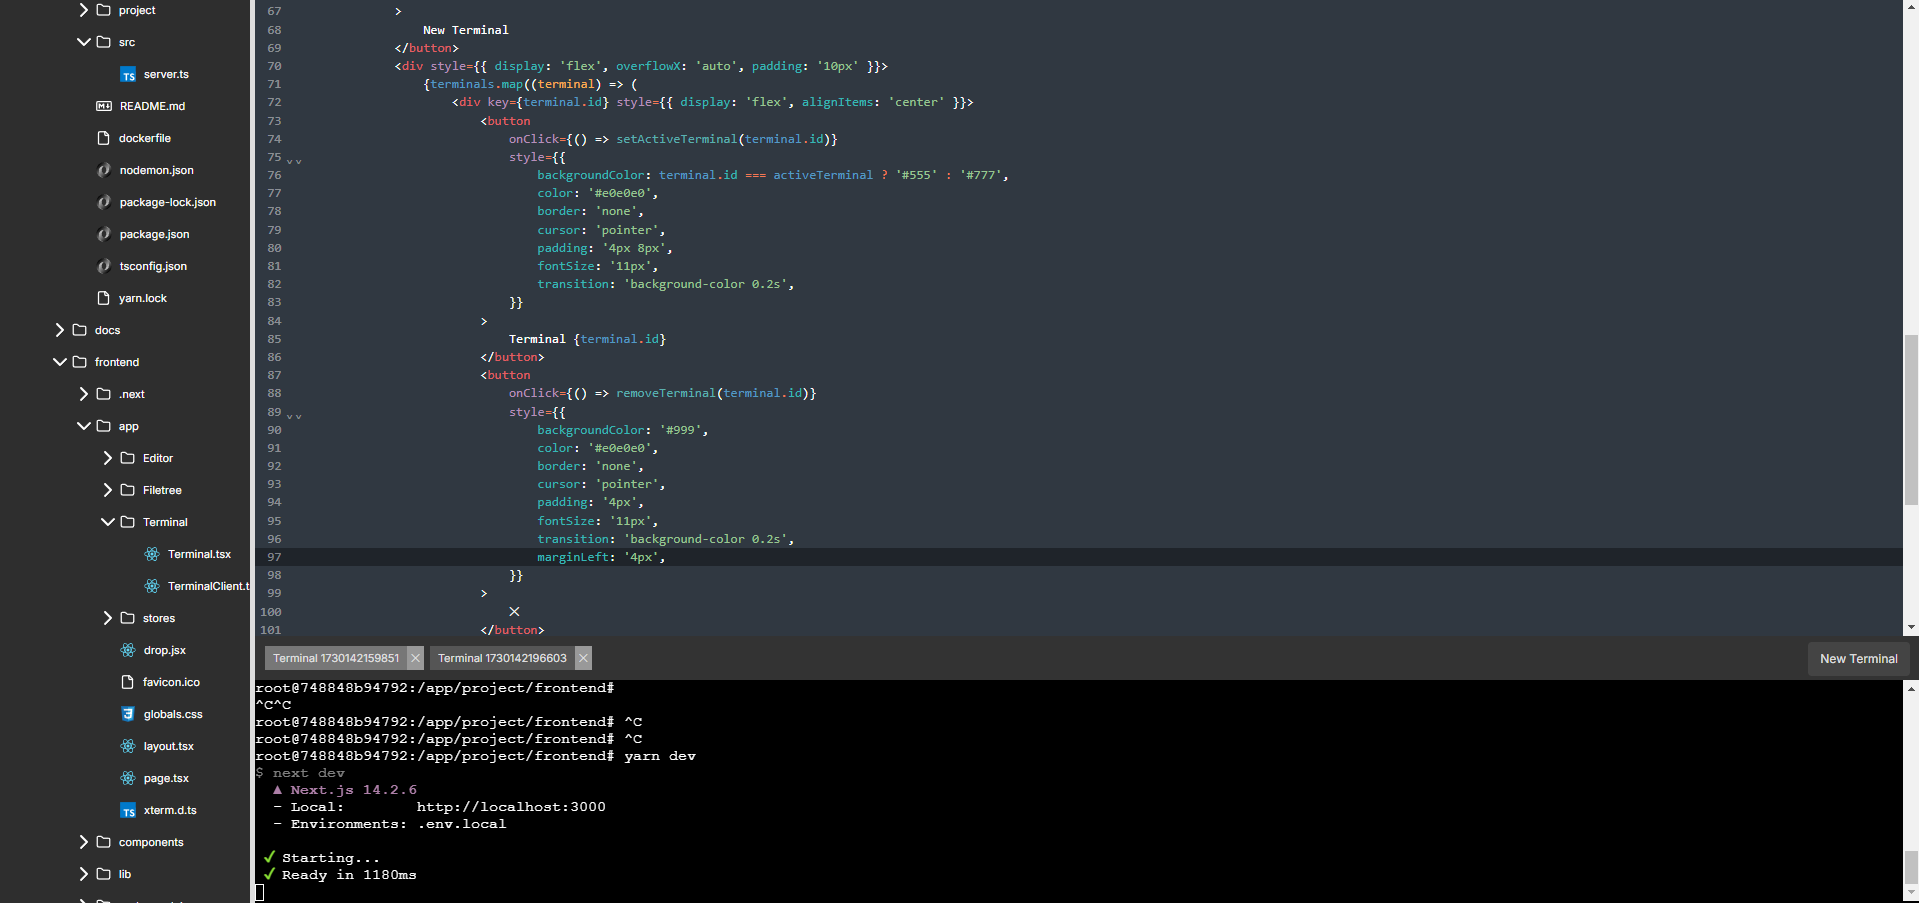 project
src
server.ts
README.md
dockerfile
nodemon.json
package-lock.json
package.json
tsconfig.json
yarn.lock
docs
frontend
.next
app
Editor
Filetree
Terminal
Terminal.tsx
TerminalClient.t
stores
drop.jsx
favicon.ico
globals.css
layout.tsx
page.tsx
xterm.d.ts
components
lib
67 >
68 New Terminal
69 </button>
70 <div style={{ display: 'flex', overflowX: 'auto', padding: '10px' }}>
71 {terminals.map((terminal) => (
72 <div key={terminal.id} style={{ display: 'flex', alignItems: 'center' }}>
73 <button
74 onClick={() => setActiveTerminal(terminal.id)}
75 style={{
76 backgroundColor: terminal.id === activeTerminal ? '#555' : '#777',
77 color: '#e0e0e0',
78 border: 'none',
79 cursor: 'pointer',
80 padding: '4px 8px',
81 fontSize: '11px',
82 transition: 'background-color 0.2s',
83 }}
84 >
85 Terminal {terminal.id}
86 </button>
87 <button
88 onClick={() => removeTerminal(terminal.id)}
89 style={{
90 backgroundColor: '#999',
91 color: '#e0e0e0',
92 border: 'none',
93 cursor: 'pointer',
94 padding: '4px',
95 fontSize: '11px',
96 transition: 'background-color 0.2s',
97 marginLeft: '4px',
98 }}
99 >
100 ✕
101 </button>
Terminal 1730142159851 ✕ Terminal 1730142196603 ✕ New Terminal
root@748848b94792:/app/project/frontend#
^C^C
root@748848b94792:/app/project/frontend# ^C
root@748848b94792:/app/project/frontend# ^C
root@748848b94792:/app/project/frontend# yarn dev
$ next dev
▲ Next.js 14.2.6
- Local: http://localhost:3000
- Environments: .env.local
✓ Starting...
✓ Ready in 1180ms